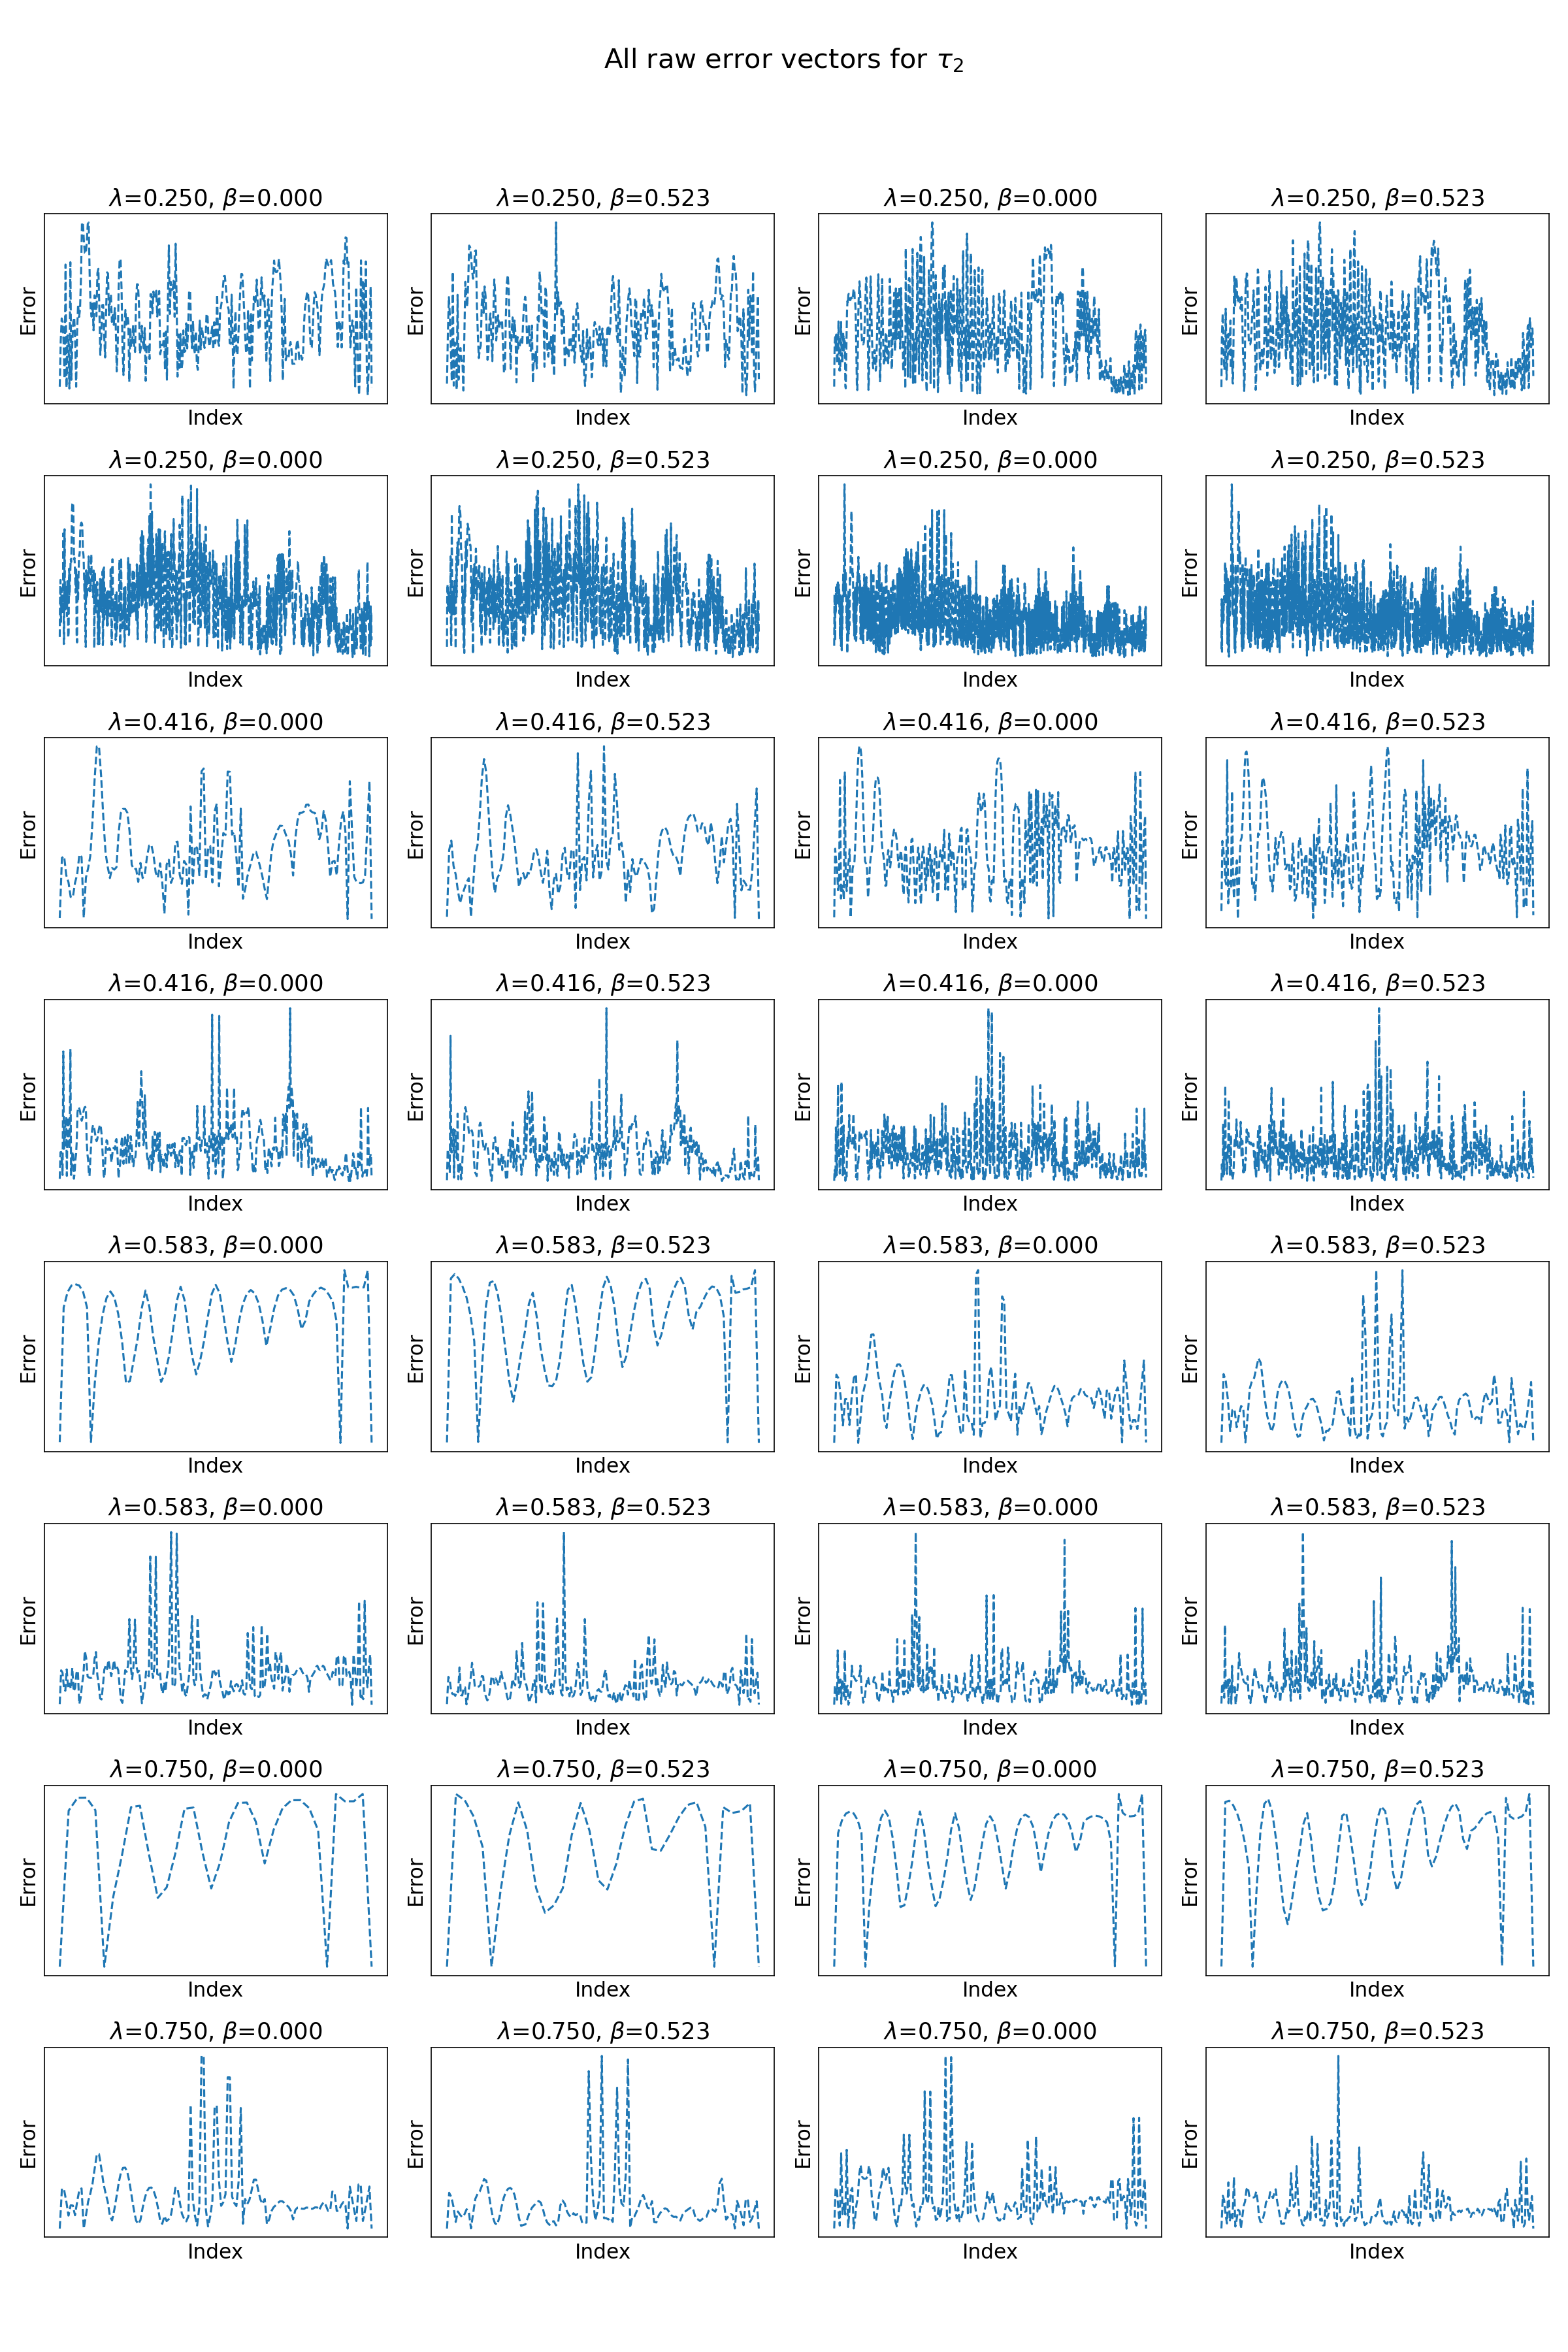 All raw error vectors for τ₂
λ=0.250, β=0.000 λ=0.250, β=0.523 λ=0.250, β=0.000 λ=0.250, β=0.523
Error Error Error Error
Index Index Index Index
λ=0.250, β=0.000 λ=0.250, β=0.523 λ=0.250, β=0.000 λ=0.250, β=0.523
Error Error Error Error
Index Index Index Index
λ=0.416, β=0.000 λ=0.416, β=0.523 λ=0.416, β=0.000 λ=0.416, β=0.523
Error Error Error Error
Index Index Index Index
λ=0.416, β=0.000 λ=0.416, β=0.523 λ=0.416, β=0.000 λ=0.416, β=0.523
Error Error Error Error
Index Index Index Index
λ=0.583, β=0.000 λ=0.583, β=0.523 λ=0.583, β=0.000 λ=0.583, β=0.523
Error Error Error Error
Index Index Index Index
λ=0.583, β=0.000 λ=0.583, β=0.523 λ=0.583, β=0.000 λ=0.583, β=0.523
Error Error Error Error
Index Index Index Index
λ=0.750, β=0.000 λ=0.750, β=0.523 λ=0.750, β=0.000 λ=0.750, β=0.523
Error Error Error Error
Index Index Index Index
λ=0.750, β=0.000 λ=0.750, β=0.523 λ=0.750, β=0.000 λ=0.750, β=0.523
Error Error Error Error
Index Index Index Index